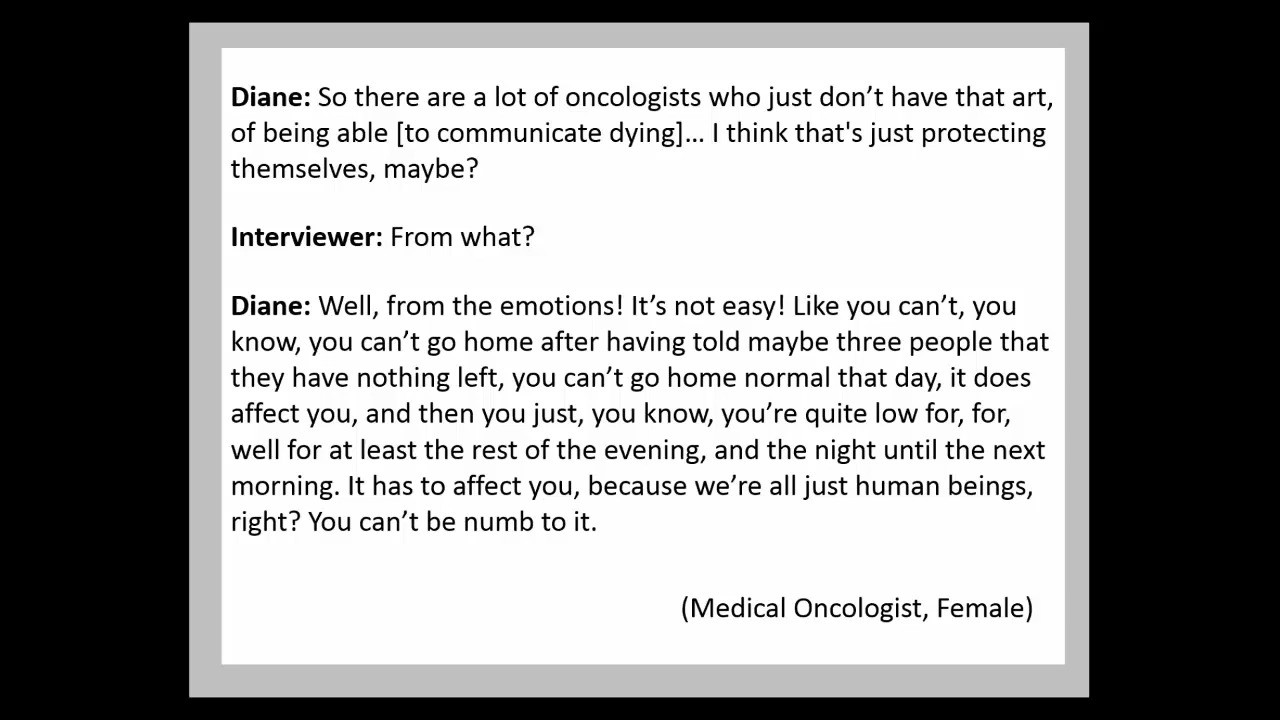 Diane: So there are a lot of oncologists who just don’t have that art,
of being able [to communicate dying]… I think that's just protecting
themselves, maybe?
Interviewer: From what?
Diane: Well, from the emotions! It’s not easy! Like you can’t, you
know, you can’t go home after having told maybe three people that
they have nothing left, you can’t go home normal that day, it does
affect you, and then you just, you know, you’re quite low for, for,
well for at least the rest of the evening, and the night until the next
morning. It has to affect you, because we’re all just human beings,
right? You can’t be numb to it.
(Medical Oncologist, Female)